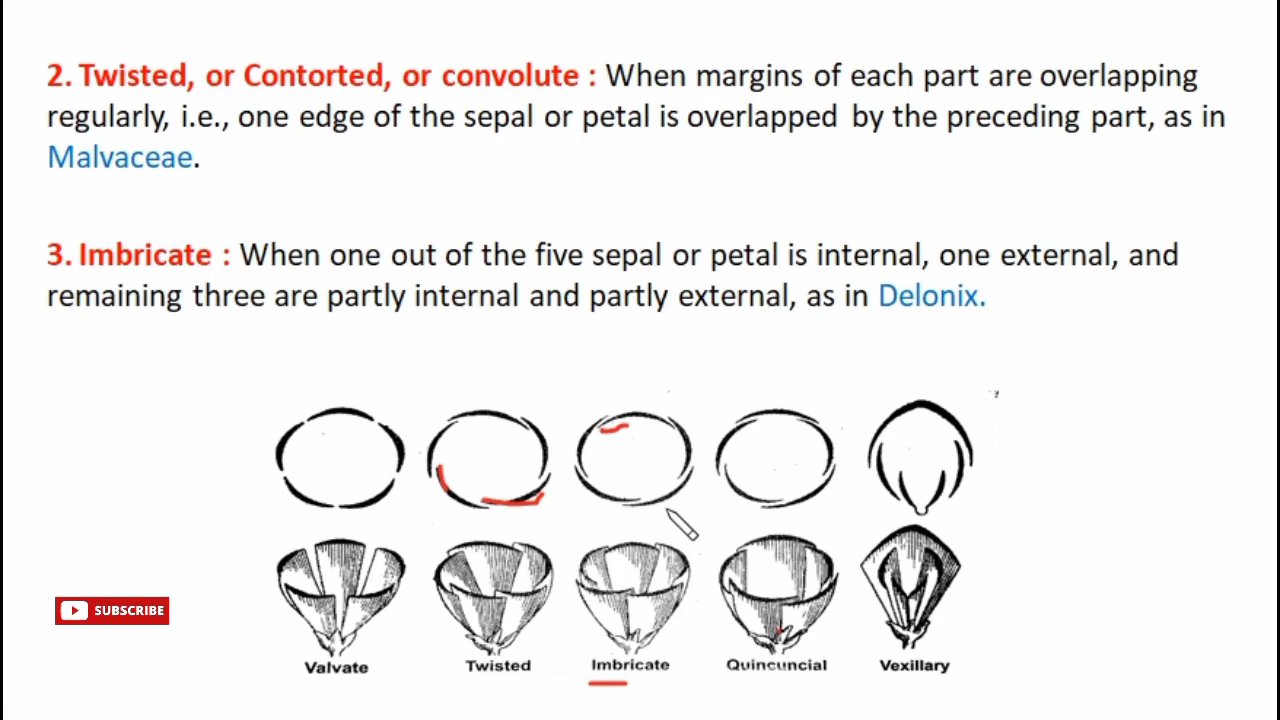 2. Twisted, or Contorted, or convolute : When margins of each part are overlapping
regularly, i.e., one edge of the sepal or petal is overlapped by the preceding part, as in
Malvaceae.
3. Imbricate : When one out of the five sepal or petal is internal, one external, and
remaining three are partly internal and partly external, as in Delonix.
SUBSCRIBE
Valvate Twisted Imbricate Quincuncial Vexillary